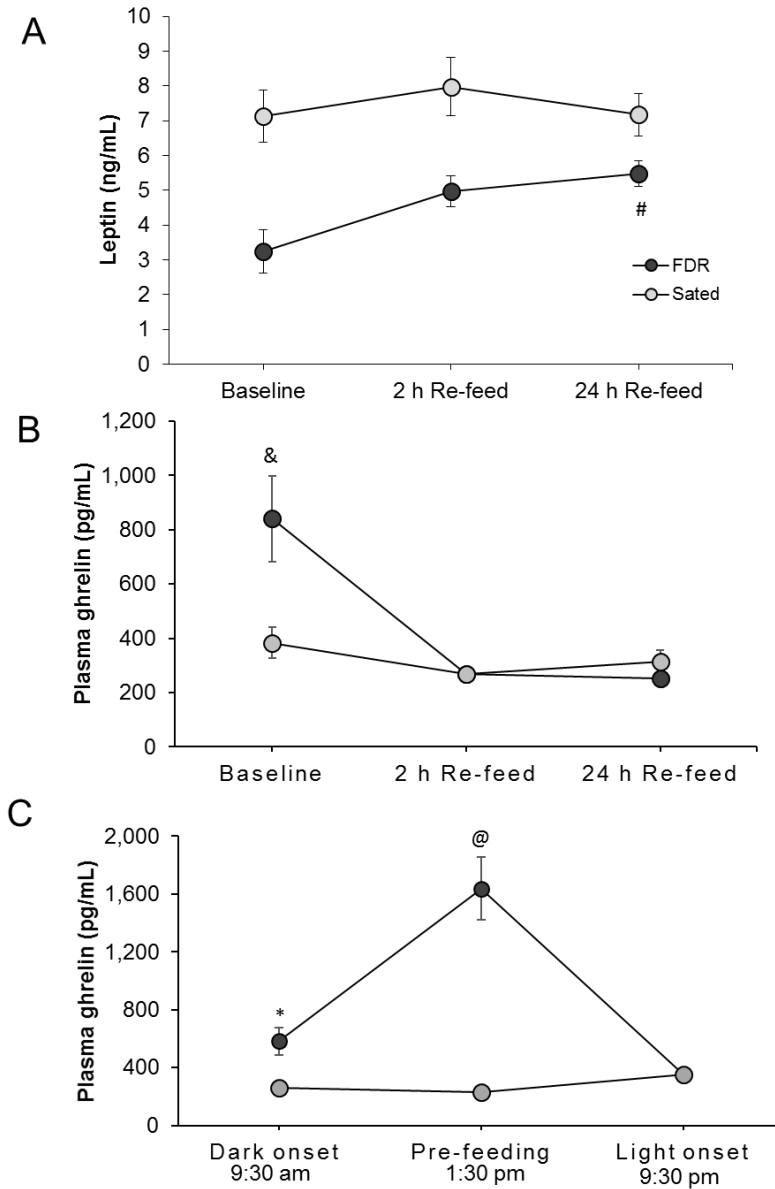 A
10
9
8
7
6
5
4
3
2
1
0
Leptin (ng/mL)
#
FDR
Sated
Baseline
2 h Re-feed
24 h Re-feed
B
1,200
1,000
800
600
400
200
0
Plasma ghrelin (pg/mL)
&
Baseline
2 h Re-feed
24 h Re-feed
C
2,000
1,600
1,200
800
400
0
Plasma ghrelin (pg/mL)
*
@
Dark onset
9:30 am
Pre-feeding
1:30 pm
Light onset
9:30 pm